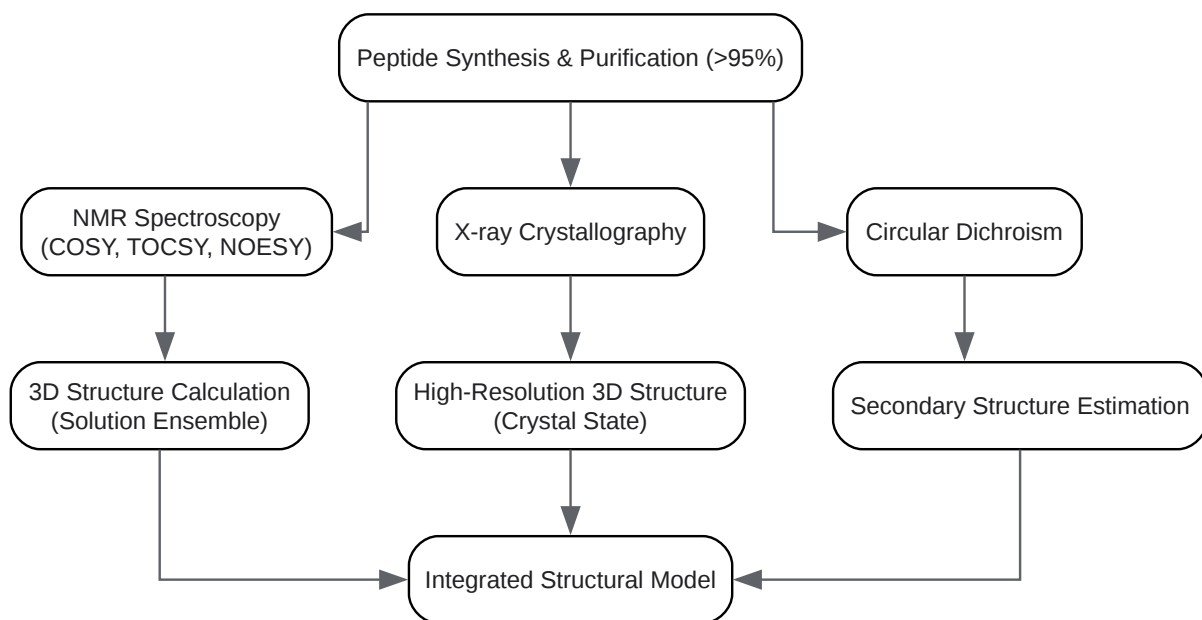 Peptide Synthesis & Purification (>95%)
NMR Spectroscopy
(COSY, TOCSY, NOESY)
X-ray Crystallography
Circular Dichroism
3D Structure Calculation
(Solution Ensemble)
High-Resolution 3D Structure
(Crystal State)
Secondary Structure Estimation
Integrated Structural Model